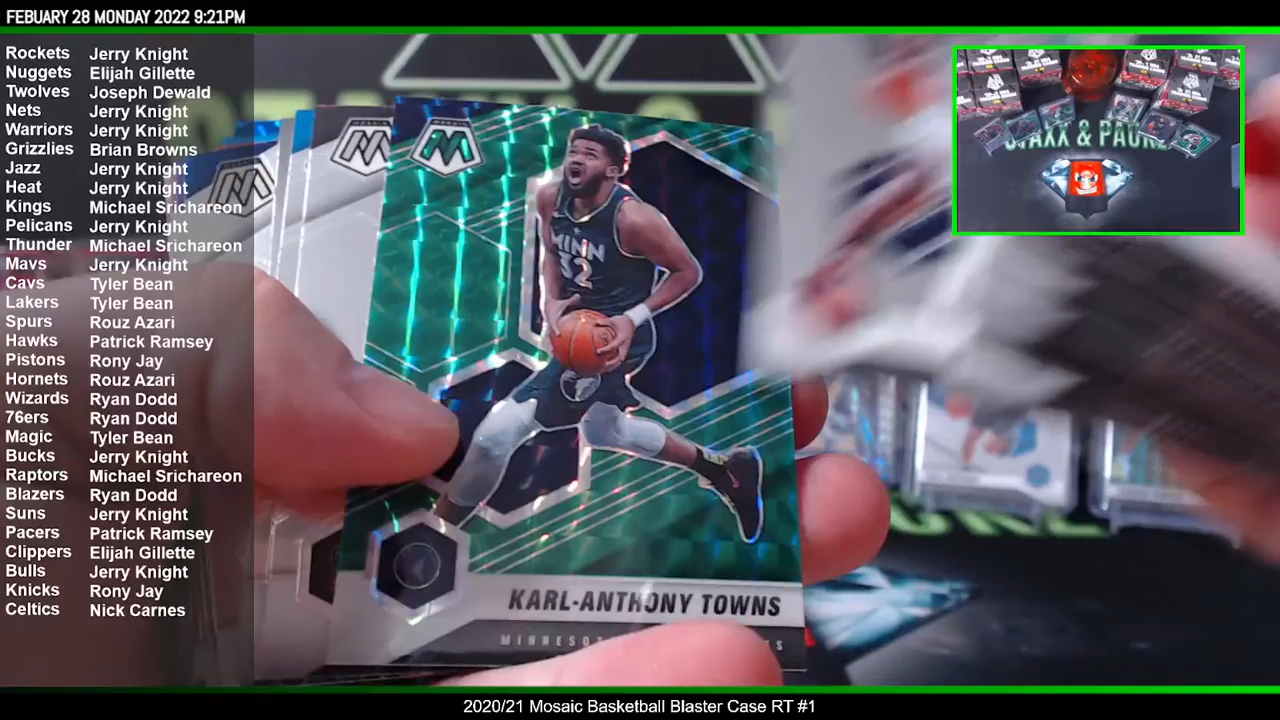 FEBUARY 28 MONDAY 2022 9:21PM
Rockets Jerry Knight
Nuggets Elijah Gillette
Twolves Joseph Dewald
Nets Jerry Knight
Warriors Jerry Knight
Grizzlies Brian Browns
Jazz Jerry Knight
Heat Jerry Knight
Kings Michael Srichareon
Pelicans Jerry Knight
Thunder Michael Srichareon
Mavs Jerry Knight
Cavs Tyler Bean
Lakers Tyler Bean
Spurs Rouz Azari
Hawks Patrick Ramsey
Pistons Rony Jay
Hornets Rouz Azari
Wizards Ryan Dodd
76ers Ryan Dodd
Magic Tyler Bean
Bucks Jerry Knight
Raptors Michael Srichareon
Blazers Ryan Dodd
Suns Jerry Knight
Pacers Patrick Ramsey
Clippers Elijah Gillette
Bulls Jerry Knight
Knicks Rony Jay
Celtics Nick Carnes
MINN
32
KARL-ANTHONY TOWNS
2020/21 Mosaic Basketball Blaster Case RT #1